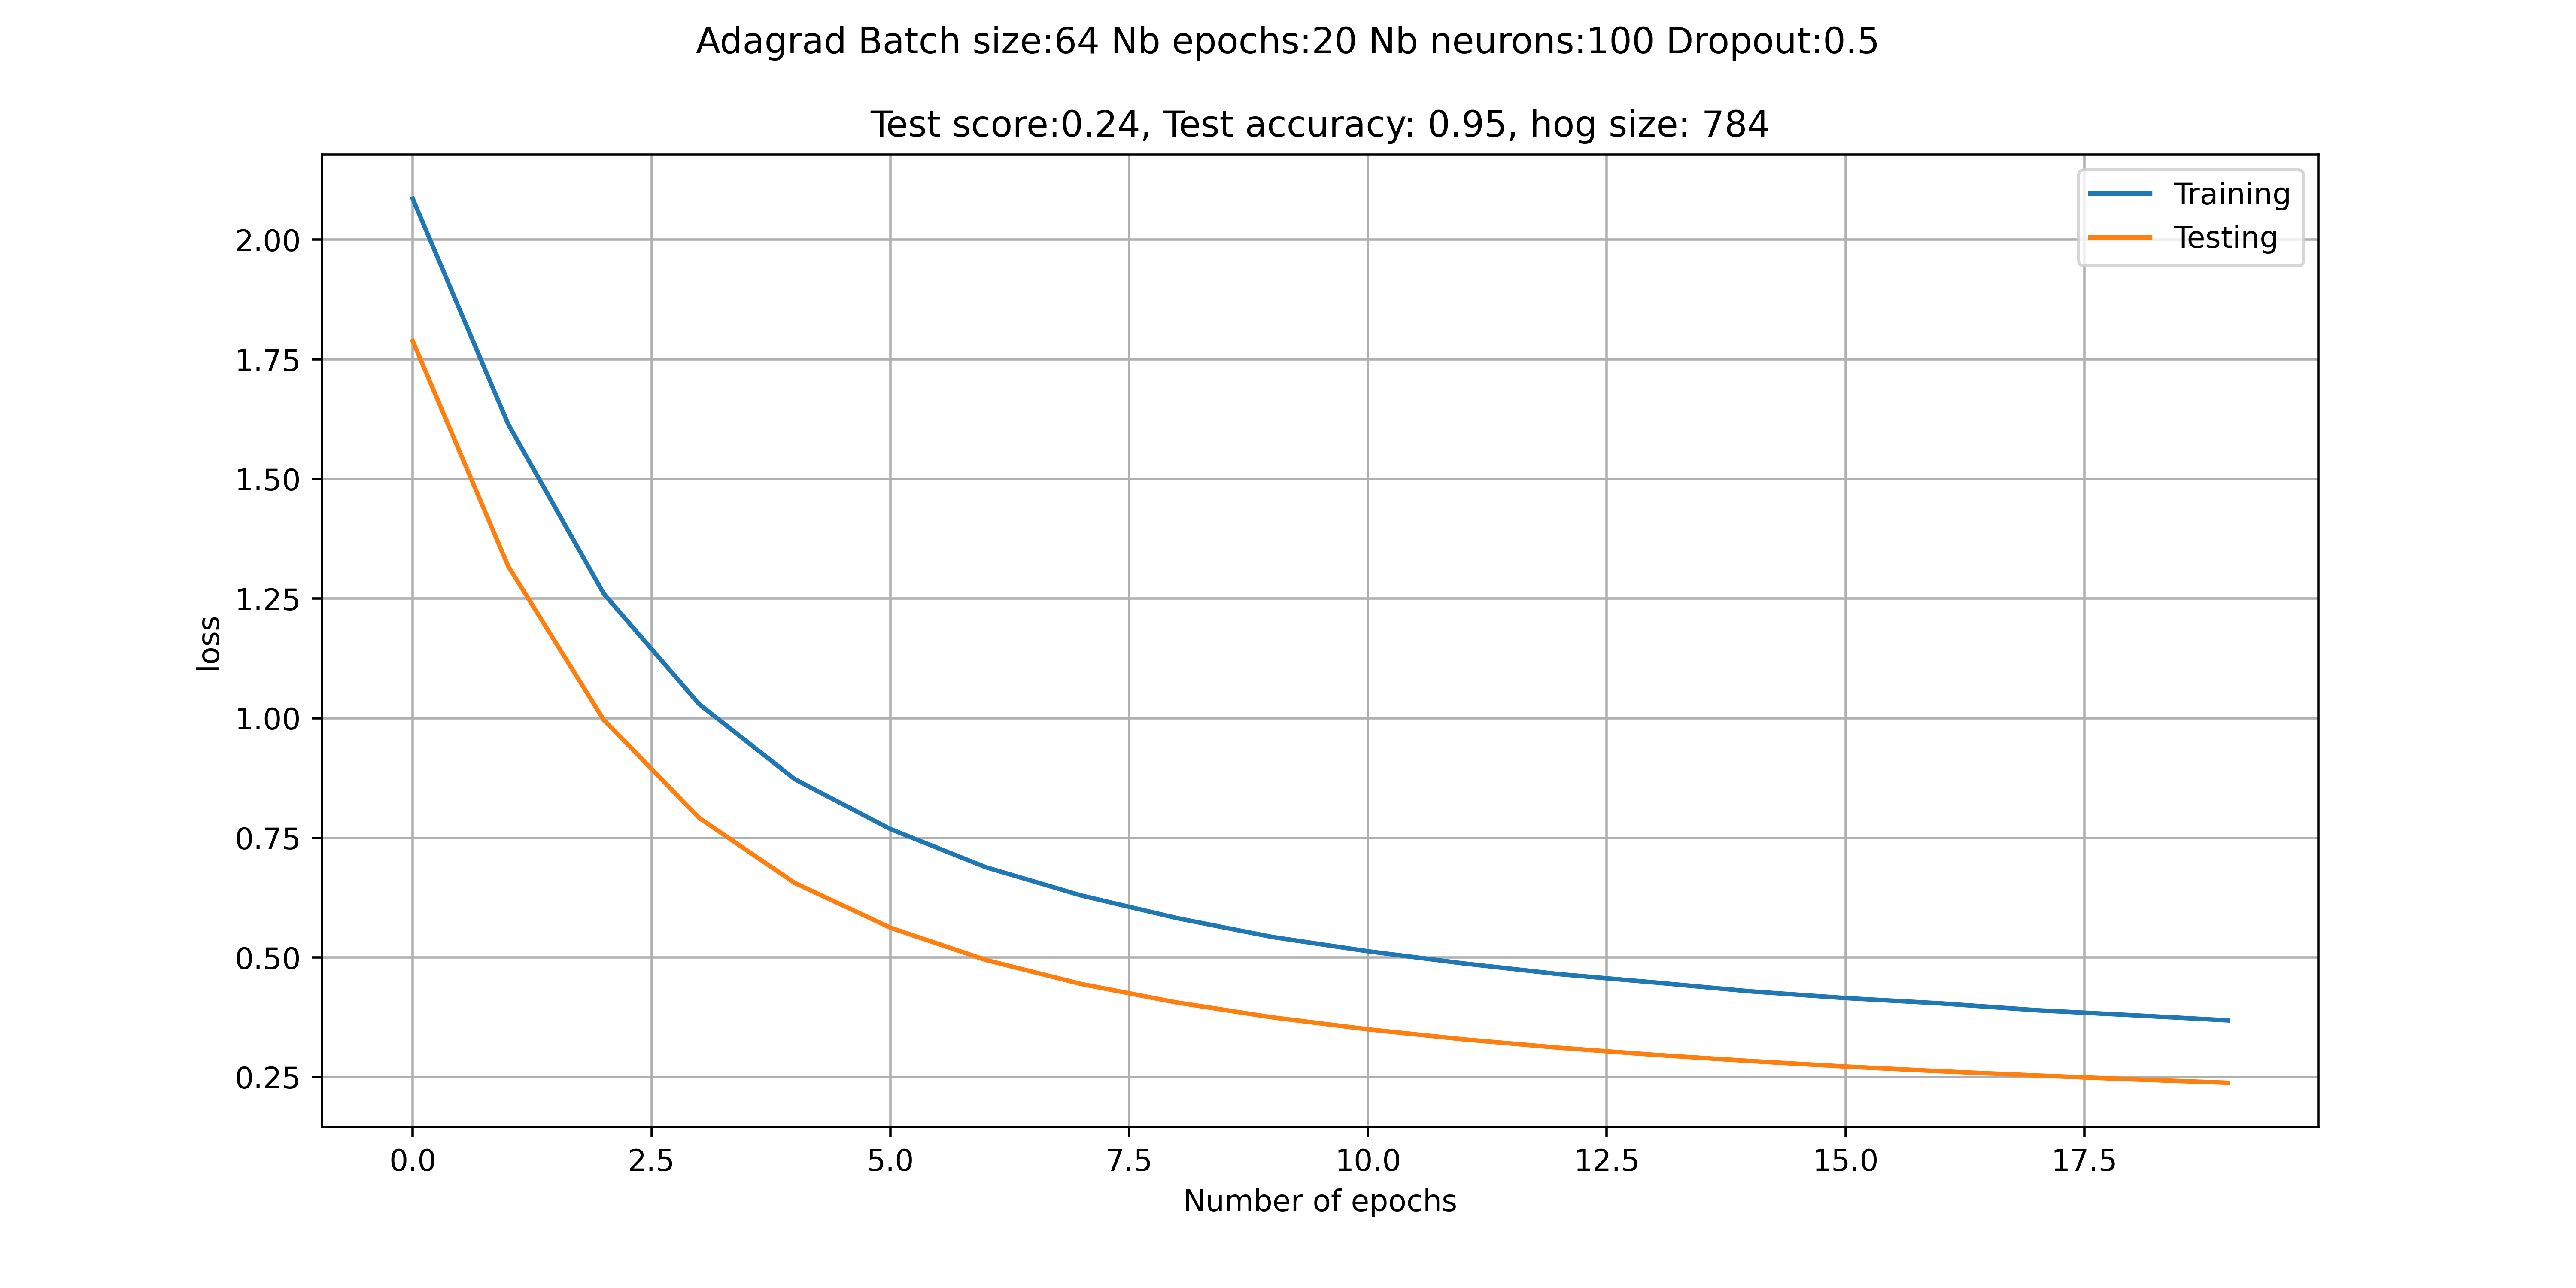 Adagrad Batch size:64 Nb epochs:20 Nb neurons:100 Dropout:0.5
Test score:0.24, Test accuracy: 0.95, hog size: 784
Training
Testing
2.00
1.75
1.50
1.25
1.00
0.75
0.50
0.25
loss
0.0 2.5 5.0 7.5 10.0 12.5 15.0 17.5
Number of epochs